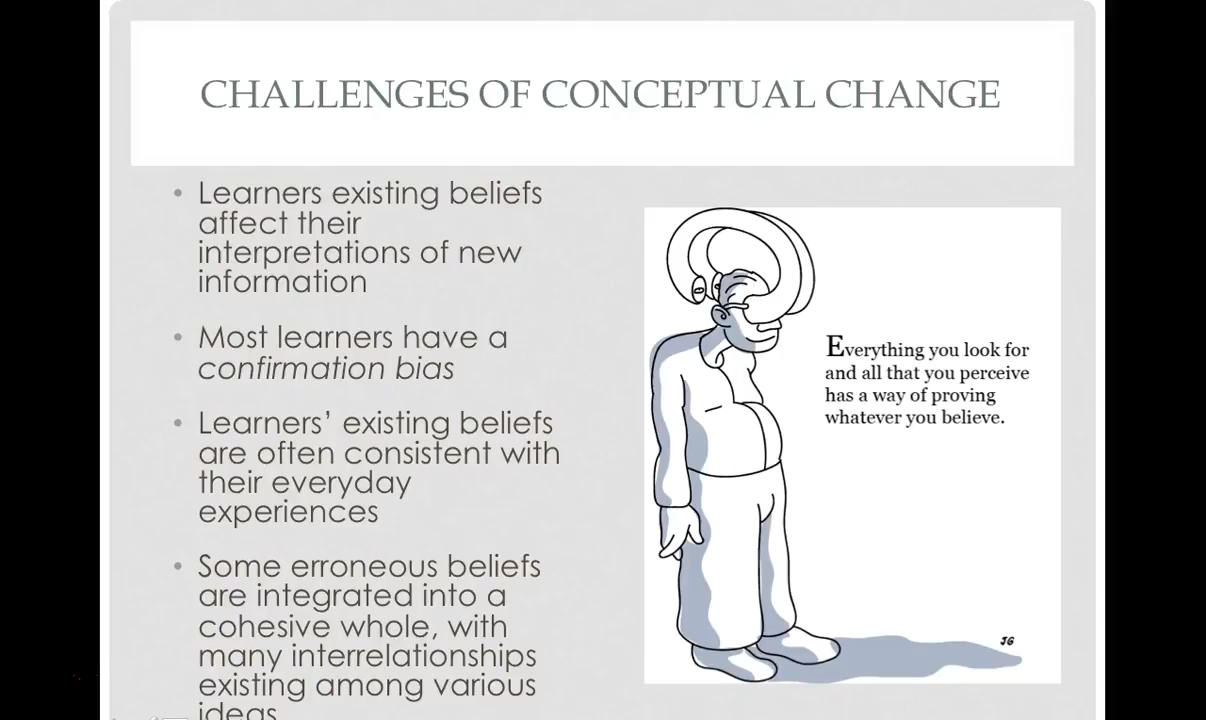 CHALLENGES OF CONCEPTUAL CHANGE
• Learners existing beliefs
affect their
interpretations of new
information
• Most learners have a
confirmation bias
• Learners’ existing beliefs
are often consistent with
their everyday
experiences
• Some erroneous beliefs
are integrated into a
cohesive whole, with
many interrelationships
existing among various
ideas
Everything you look for
and all that you perceive
has a way of proving
whatever you believe.
JG